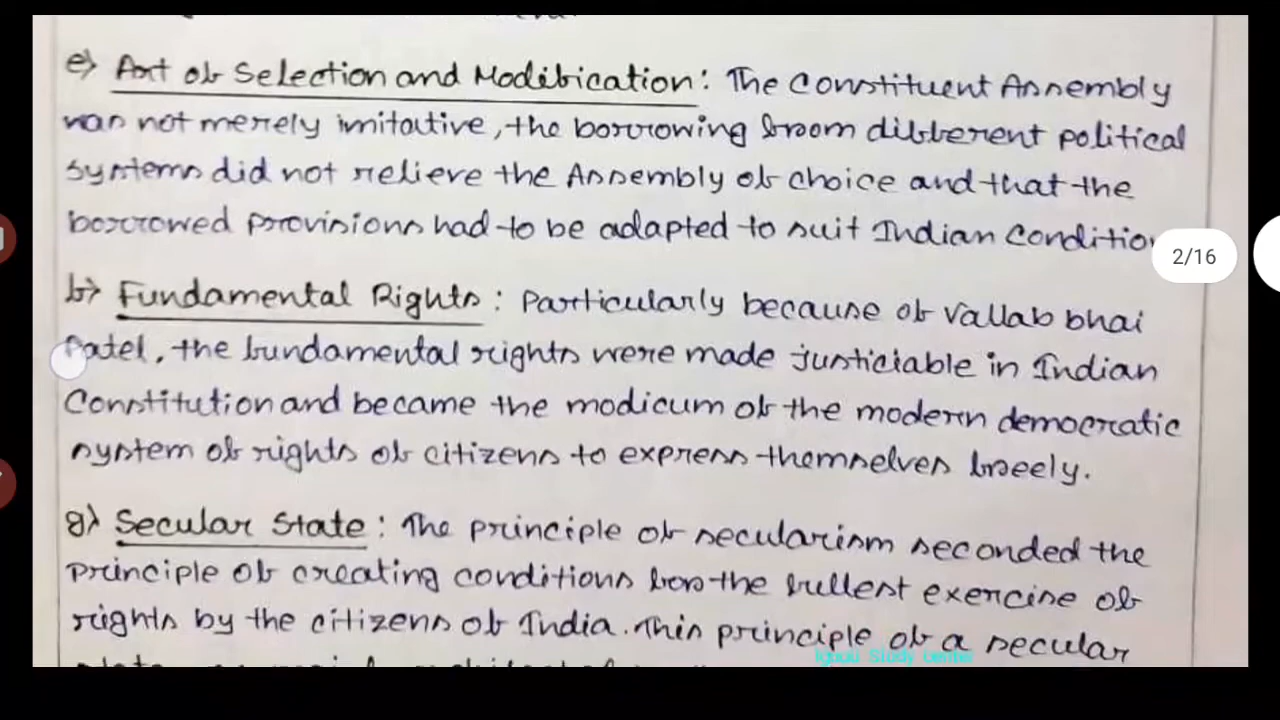 e) Art of Selection and Modification: The Constituent Assembly
was not merely imitative, the borrowing from different political
systems did not relieve the Assembly of choice and that the
borrowed provisions had to be adapted to suit Indian Conditio
2/16
f) Fundamental Rights: Particularly because of Vallab bhai
Patel, the fundamental rights were made justiciable in Indian
Constitution and became the modicum of the modern democratic
system of rights of citizens to express themselves freely.
g) Secular State: The principle of secularism seconded the
principle of creating conditions for the fullest exercise of
rights by the citizens of India. This principle of a secular
Ignou Study center